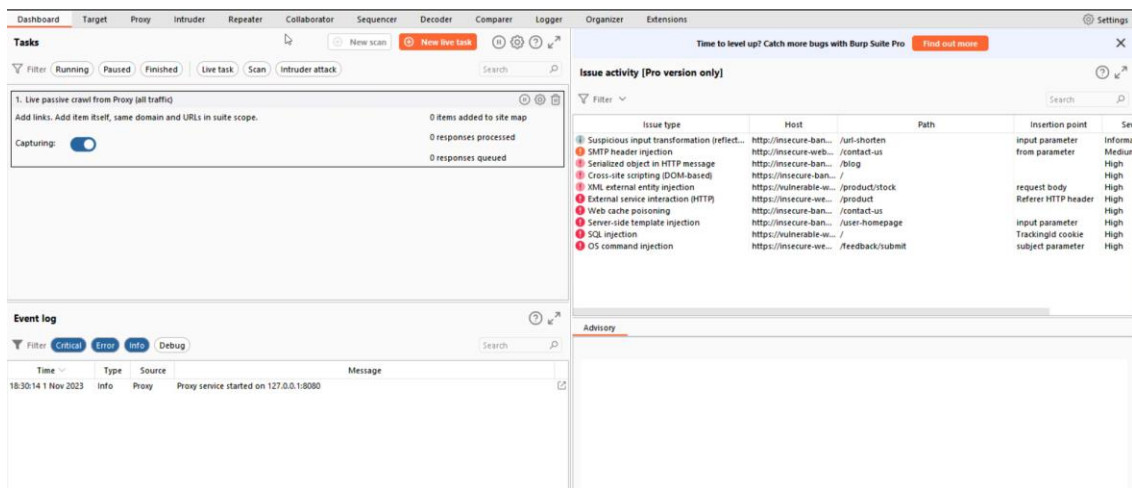 Dashboard Target Proxy Intruder Repeater Collaborator Sequencer Decoder Comparer Logger Organizer Extensions Settings
Tasks New scan New live task
Filter Running Paused Finished Live task Scan Intruder attack Search
1. Live passive crawl from Proxy (all traffic)
Add links. Add item itself, same domain and URLs in suite scope. 0 items added to site map
Capturing: 0 responses processed
0 responses queued
Event log
Filter Critical Error Info Debug Search
Time Type Source Message
18:30:14 1 Nov 2023 Info Proxy Proxy service started on 127.0.0.1:8080
Time to level up? Catch more bugs with Burp Suite Pro Find out more
Issue activity [Pro version only]
Filter Search
Issue type Host Path Insertion point Se
Suspicious input transformation (reflect... http://insecure-ban... /url-shorten input parameter Informa
SMTP header injection http://insecure-web... /contact-us from parameter Mediur
Serialized object in HTTP message http://insecure-ban... /blog High
Cross-site scripting (DOM-based) https://insecure-ban... / High
XML external entity injection https://vulnerable-w... /product/stock request body High
External service interaction (HTTP) https://insecure-we... /product Referer HTTP header High
Web cache poisoning http://insecure-ban... /contact-us High
Server-side template injection http://insecure-ban... /user-homepage input parameter High
SQL injection https://vulnerable-w... / TrackingId cookie High
OS command injection https://insecure-we... /feedback/submit subject parameter High
Advisory